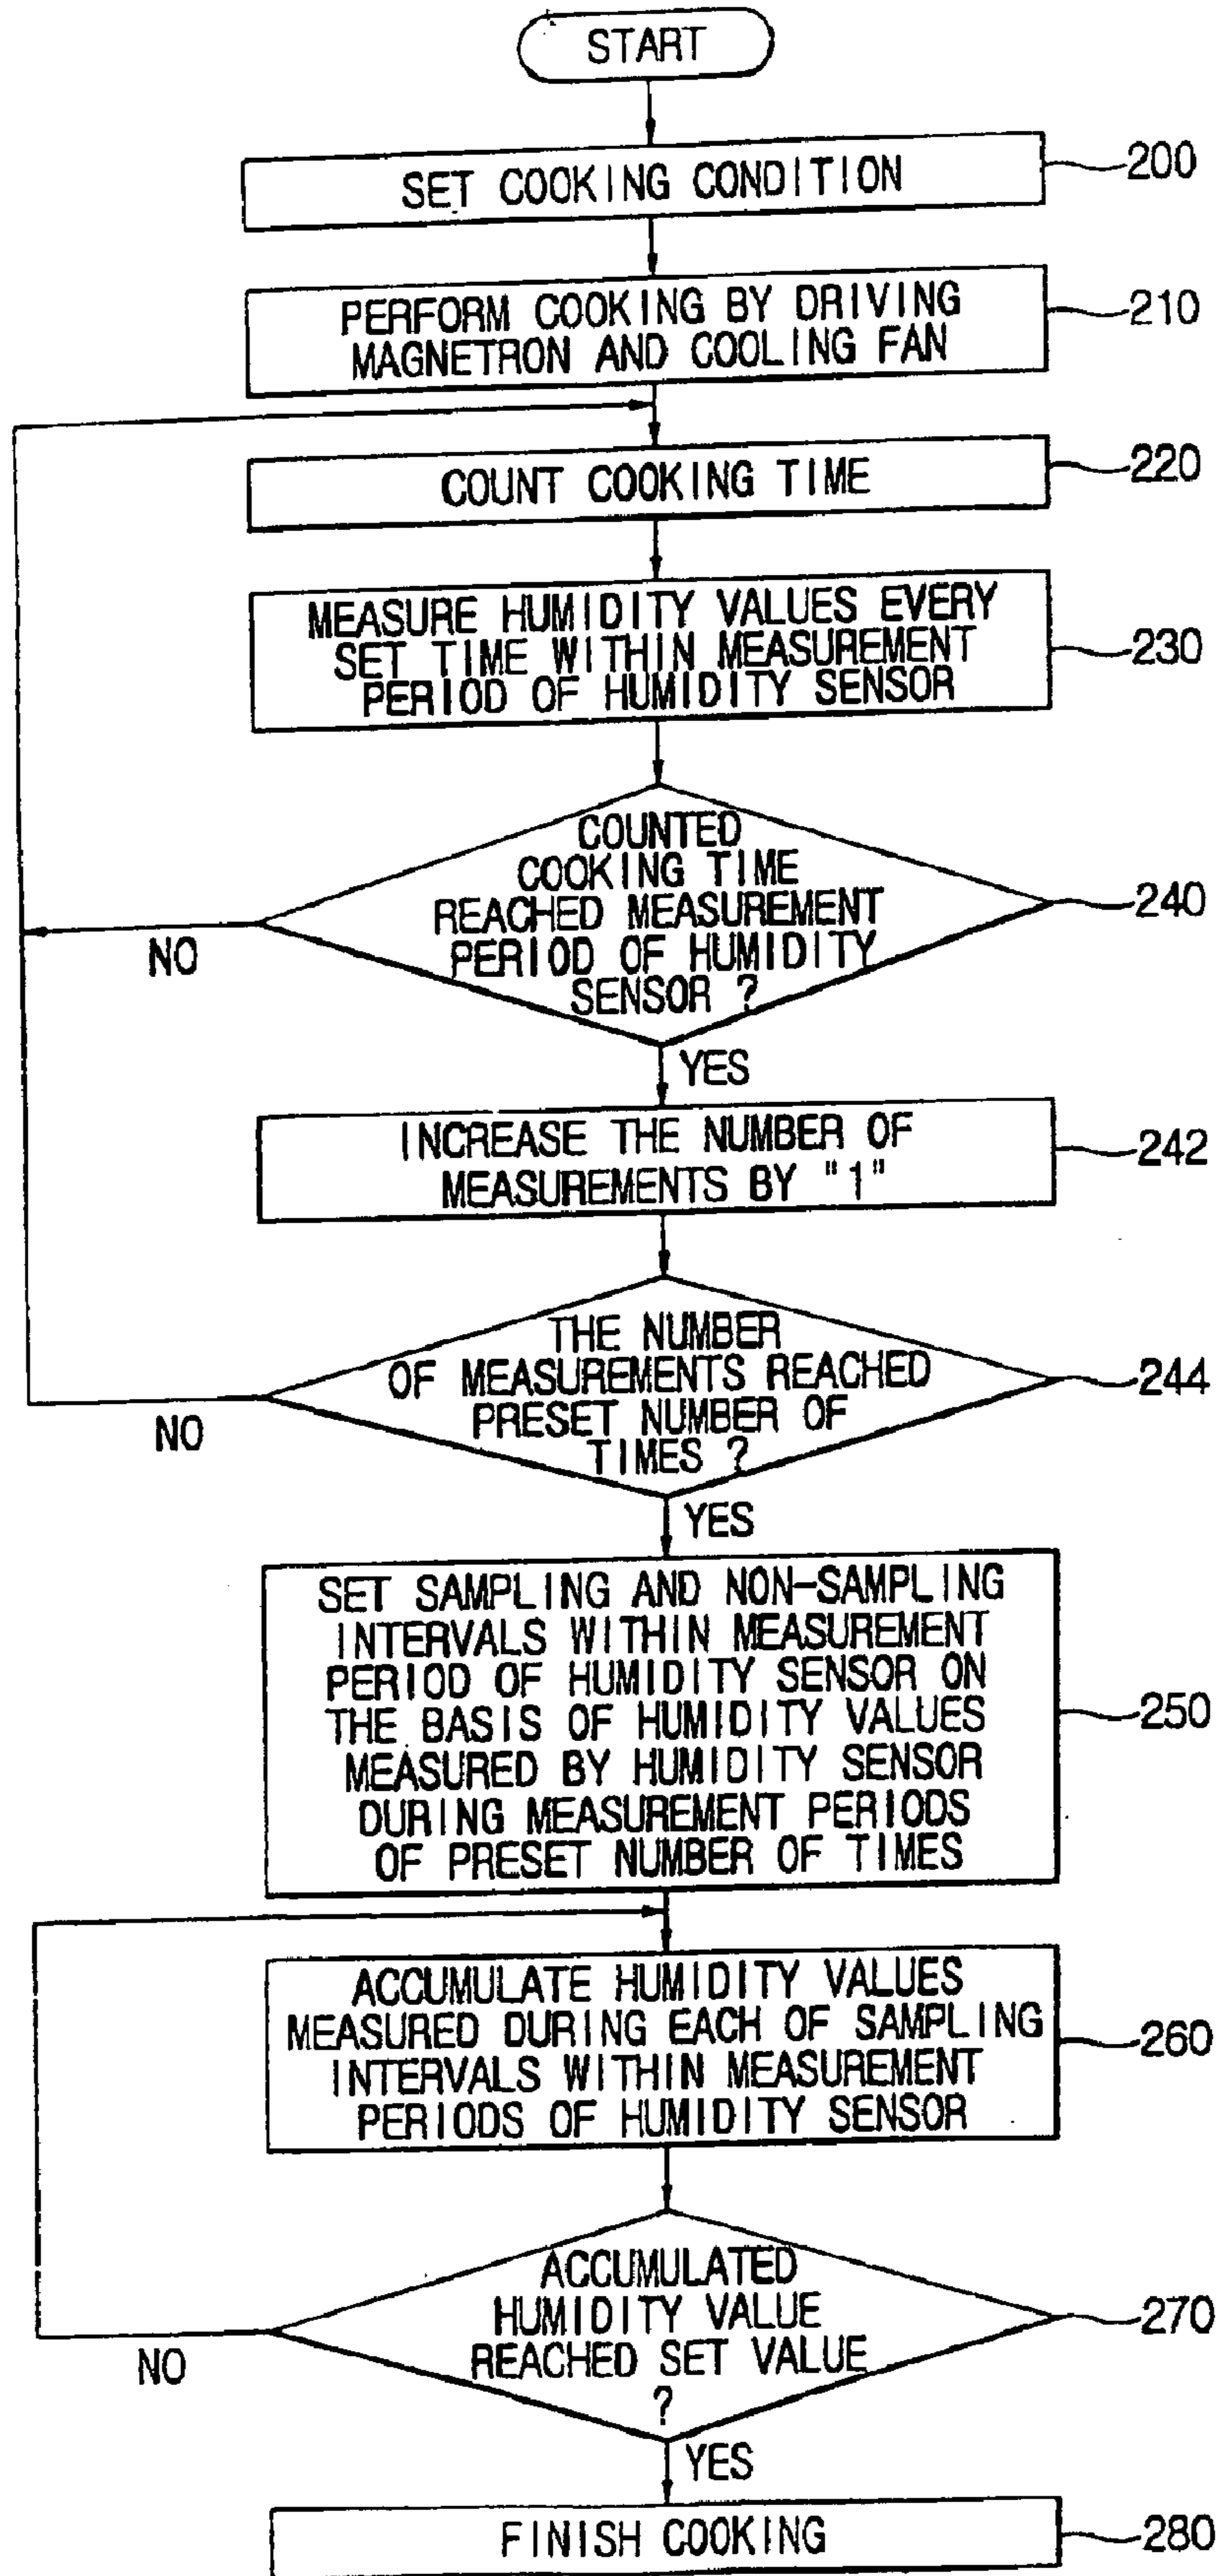 START
SET COOKING CONDITION
200
PERFORM COOKING BY DRIVING
MAGNETRON AND COOLING FAN
210
COUNT COOKING TIME
220
MEASURE HUMIDITY VALUES EVERY
SET TIME WITHIN MEASUREMENT
PERIOD OF HUMIDITY SENSOR
230
COUNTED
COOKING TIME
REACHED MEASUREMENT
PERIOD OF HUMIDITY
SENSOR ?
240
NO
YES
INCREASE THE NUMBER OF
MEASUREMENTS BY "1"
242
THE NUMBER
OF MEASUREMENTS REACHED
PRESET NUMBER OF
TIMES ?
244
NO
YES
SET SAMPLING AND NON-SAMPLING
INTERVALS WITHIN MEASUREMENT
PERIOD OF HUMIDITY SENSOR ON
THE BASIS OF HUMIDITY VALUES
MEASURED BY HUMIDITY SENSOR
DURING MEASUREMENT PERIODS
OF PRESET NUMBER OF TIMES
250
ACCUMULATE HUMIDITY VALUES
MEASURED DURING EACH OF SAMPLING
INTERVALS WITHIN MEASUREMENT
PERIODS OF HUMIDITY SENSOR
260
ACCUMULATED
HUMIDITY VALUE
REACHED SET VALUE
?
270
NO
YES
FINISH COOKING
280